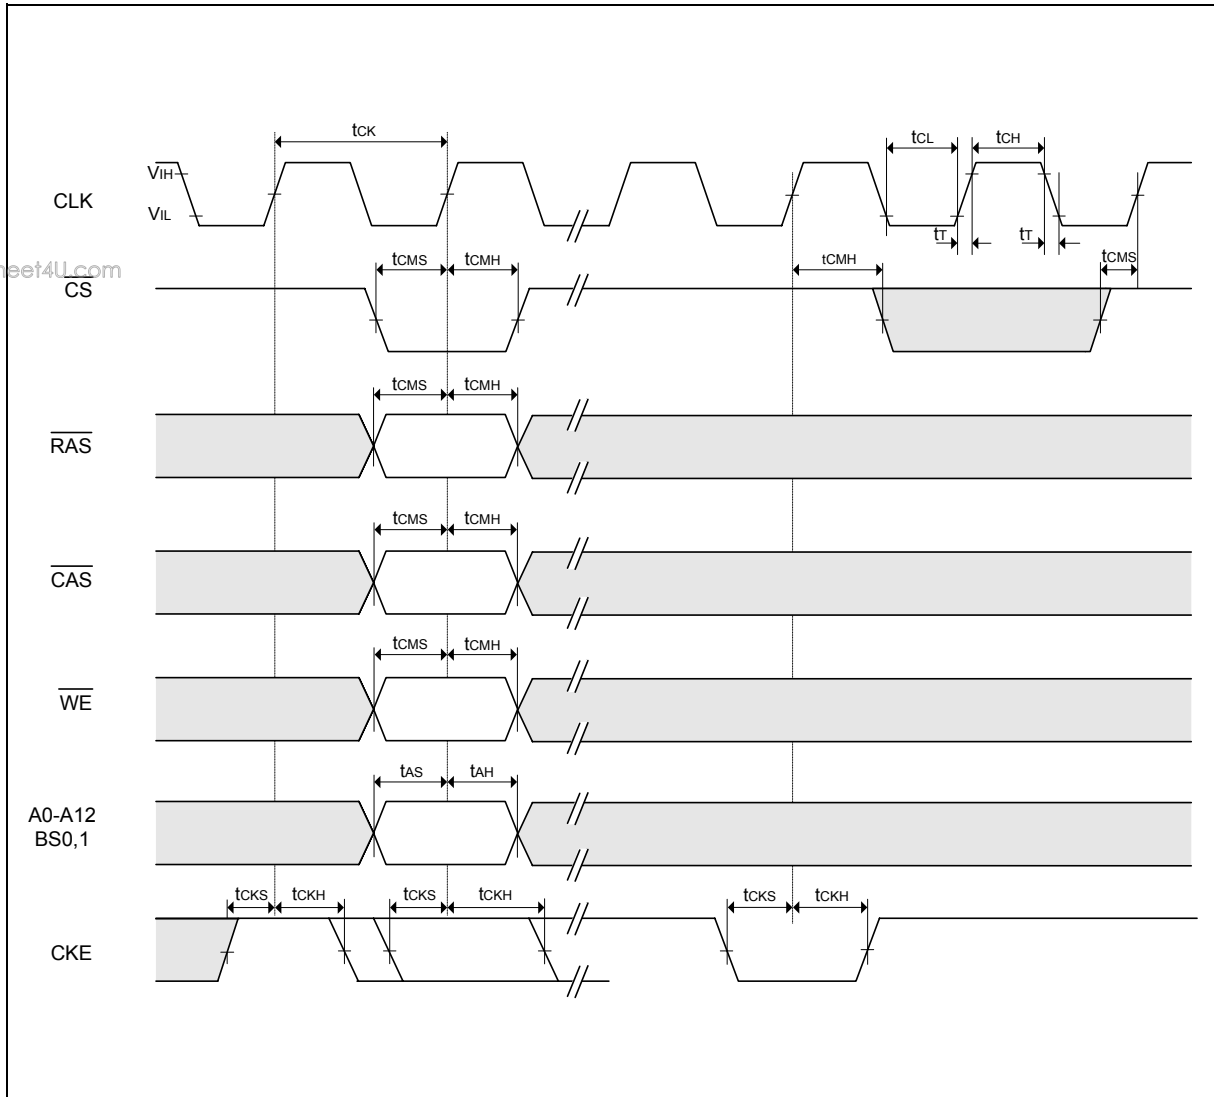 tCK
tCL
tCH
VIH
CLK
VIL
tT
tT
heet4U.com
tCMS
tCMH
tCMH
tCMS
CS
tCMS
tCMH
RAS
tCMS
tCMH
CAS
tCMS
tCMH
WE
tAS
tAH
A0-A12
BS0,1
tCKS
tCKH
tCKS
tCKH
tCKS
tCKH
CKE